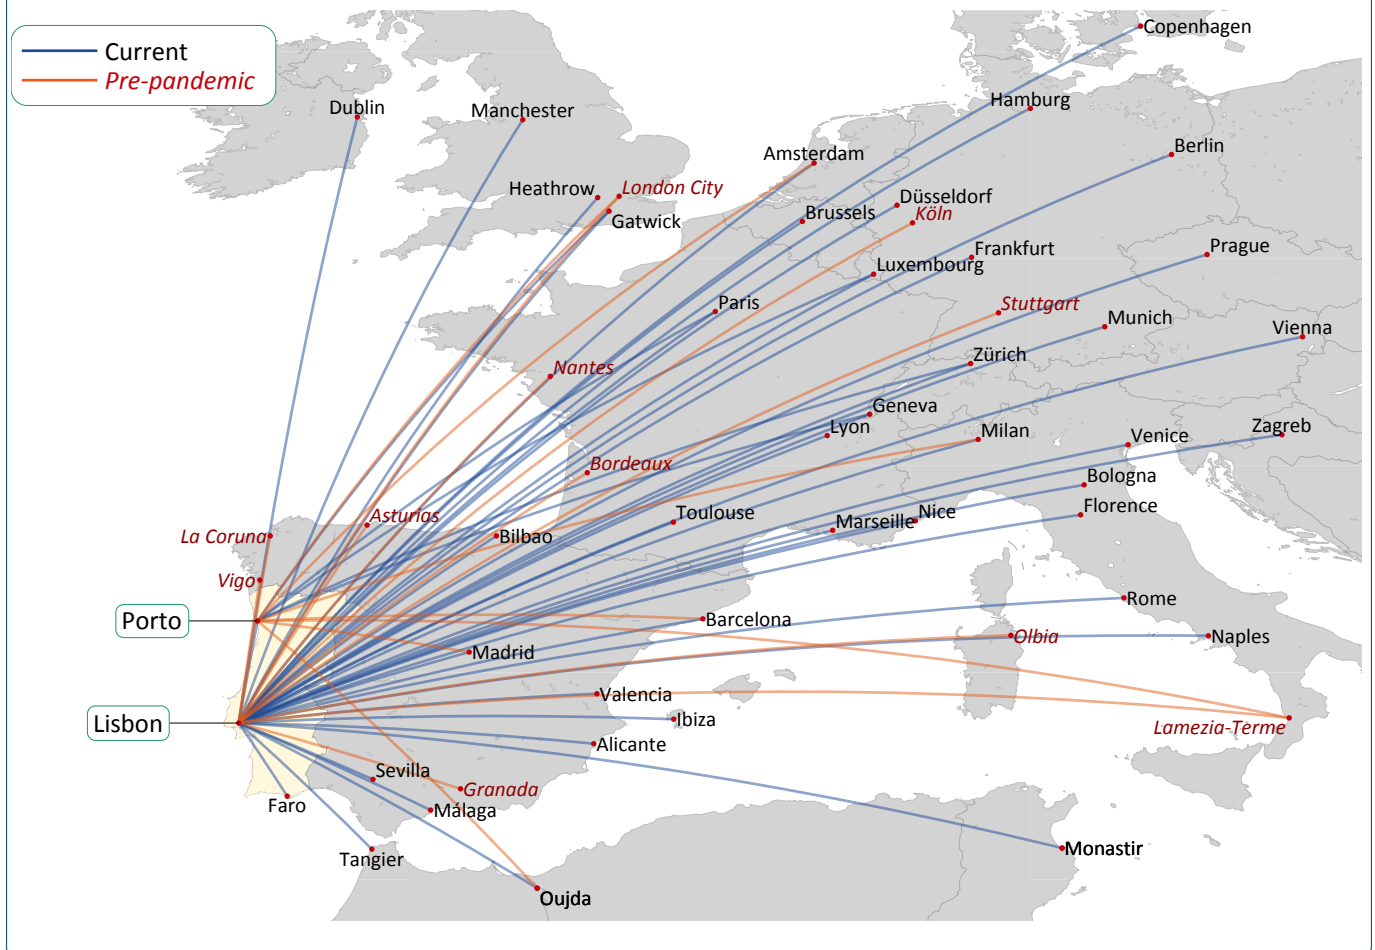 Current
Pre-pandemic
Copenhagen
Dublin
Manchester
Hamburg
Amsterdam
Berlin
Heathrow
London City
Gatwick
Brussels
Düsseldorf
Köln
Frankfurt
Prague
Luxembourg
Paris
Stuttgart
Munich
Vienna
Nantes
Zürich
Geneva
Lyon
Milan
Venice
Zagreb
Bordeaux
Bologna
Florence
Asturias
Toulouse
Marseille
Nice
La Coruna
Bilbao
Vigo
Porto
Barcelona
Rome
Madrid
Olbia
Naples
Valencia
Lisbon
Ibiza
Lamezia-Terme
Alicante
Sevilla
Granada
Faro
Málaga
Tangier
Monastir
Oujda